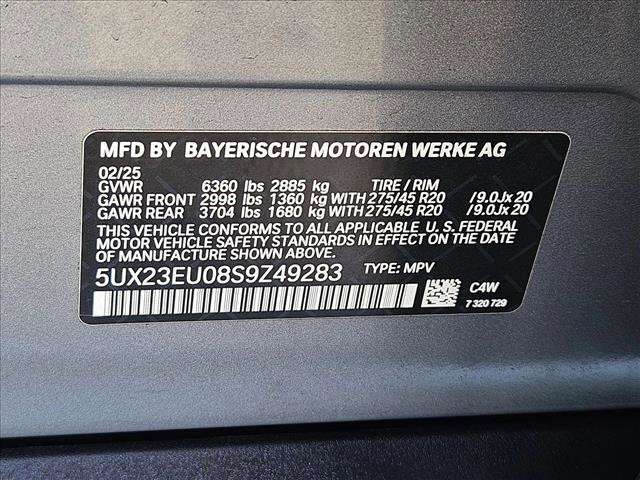 MFD BY BAYERISCHE MOTOREN WERKE AG
02/25
GVWR 6360 lbs 2885 kg TIRE / RIM
GAWR FRONT 2998 lbs 1360 kg WITH 275/45 R20 /9.0Jx 20
GAWR REAR 3704 lbs 1680 kg WITH 275/45 R20 /9.0Jx 20
THIS VEHICLE CONFORMS TO ALL APPLICABLE U. S. FEDERAL
MOTOR VEHICLE SAFETY STANDARDS IN EFFECT ON THE DATE
OF MANUFACTURE SHOWN ABOVE.
5UX23EU08S9Z49283 TYPE: MPV
C4W
7 320 729